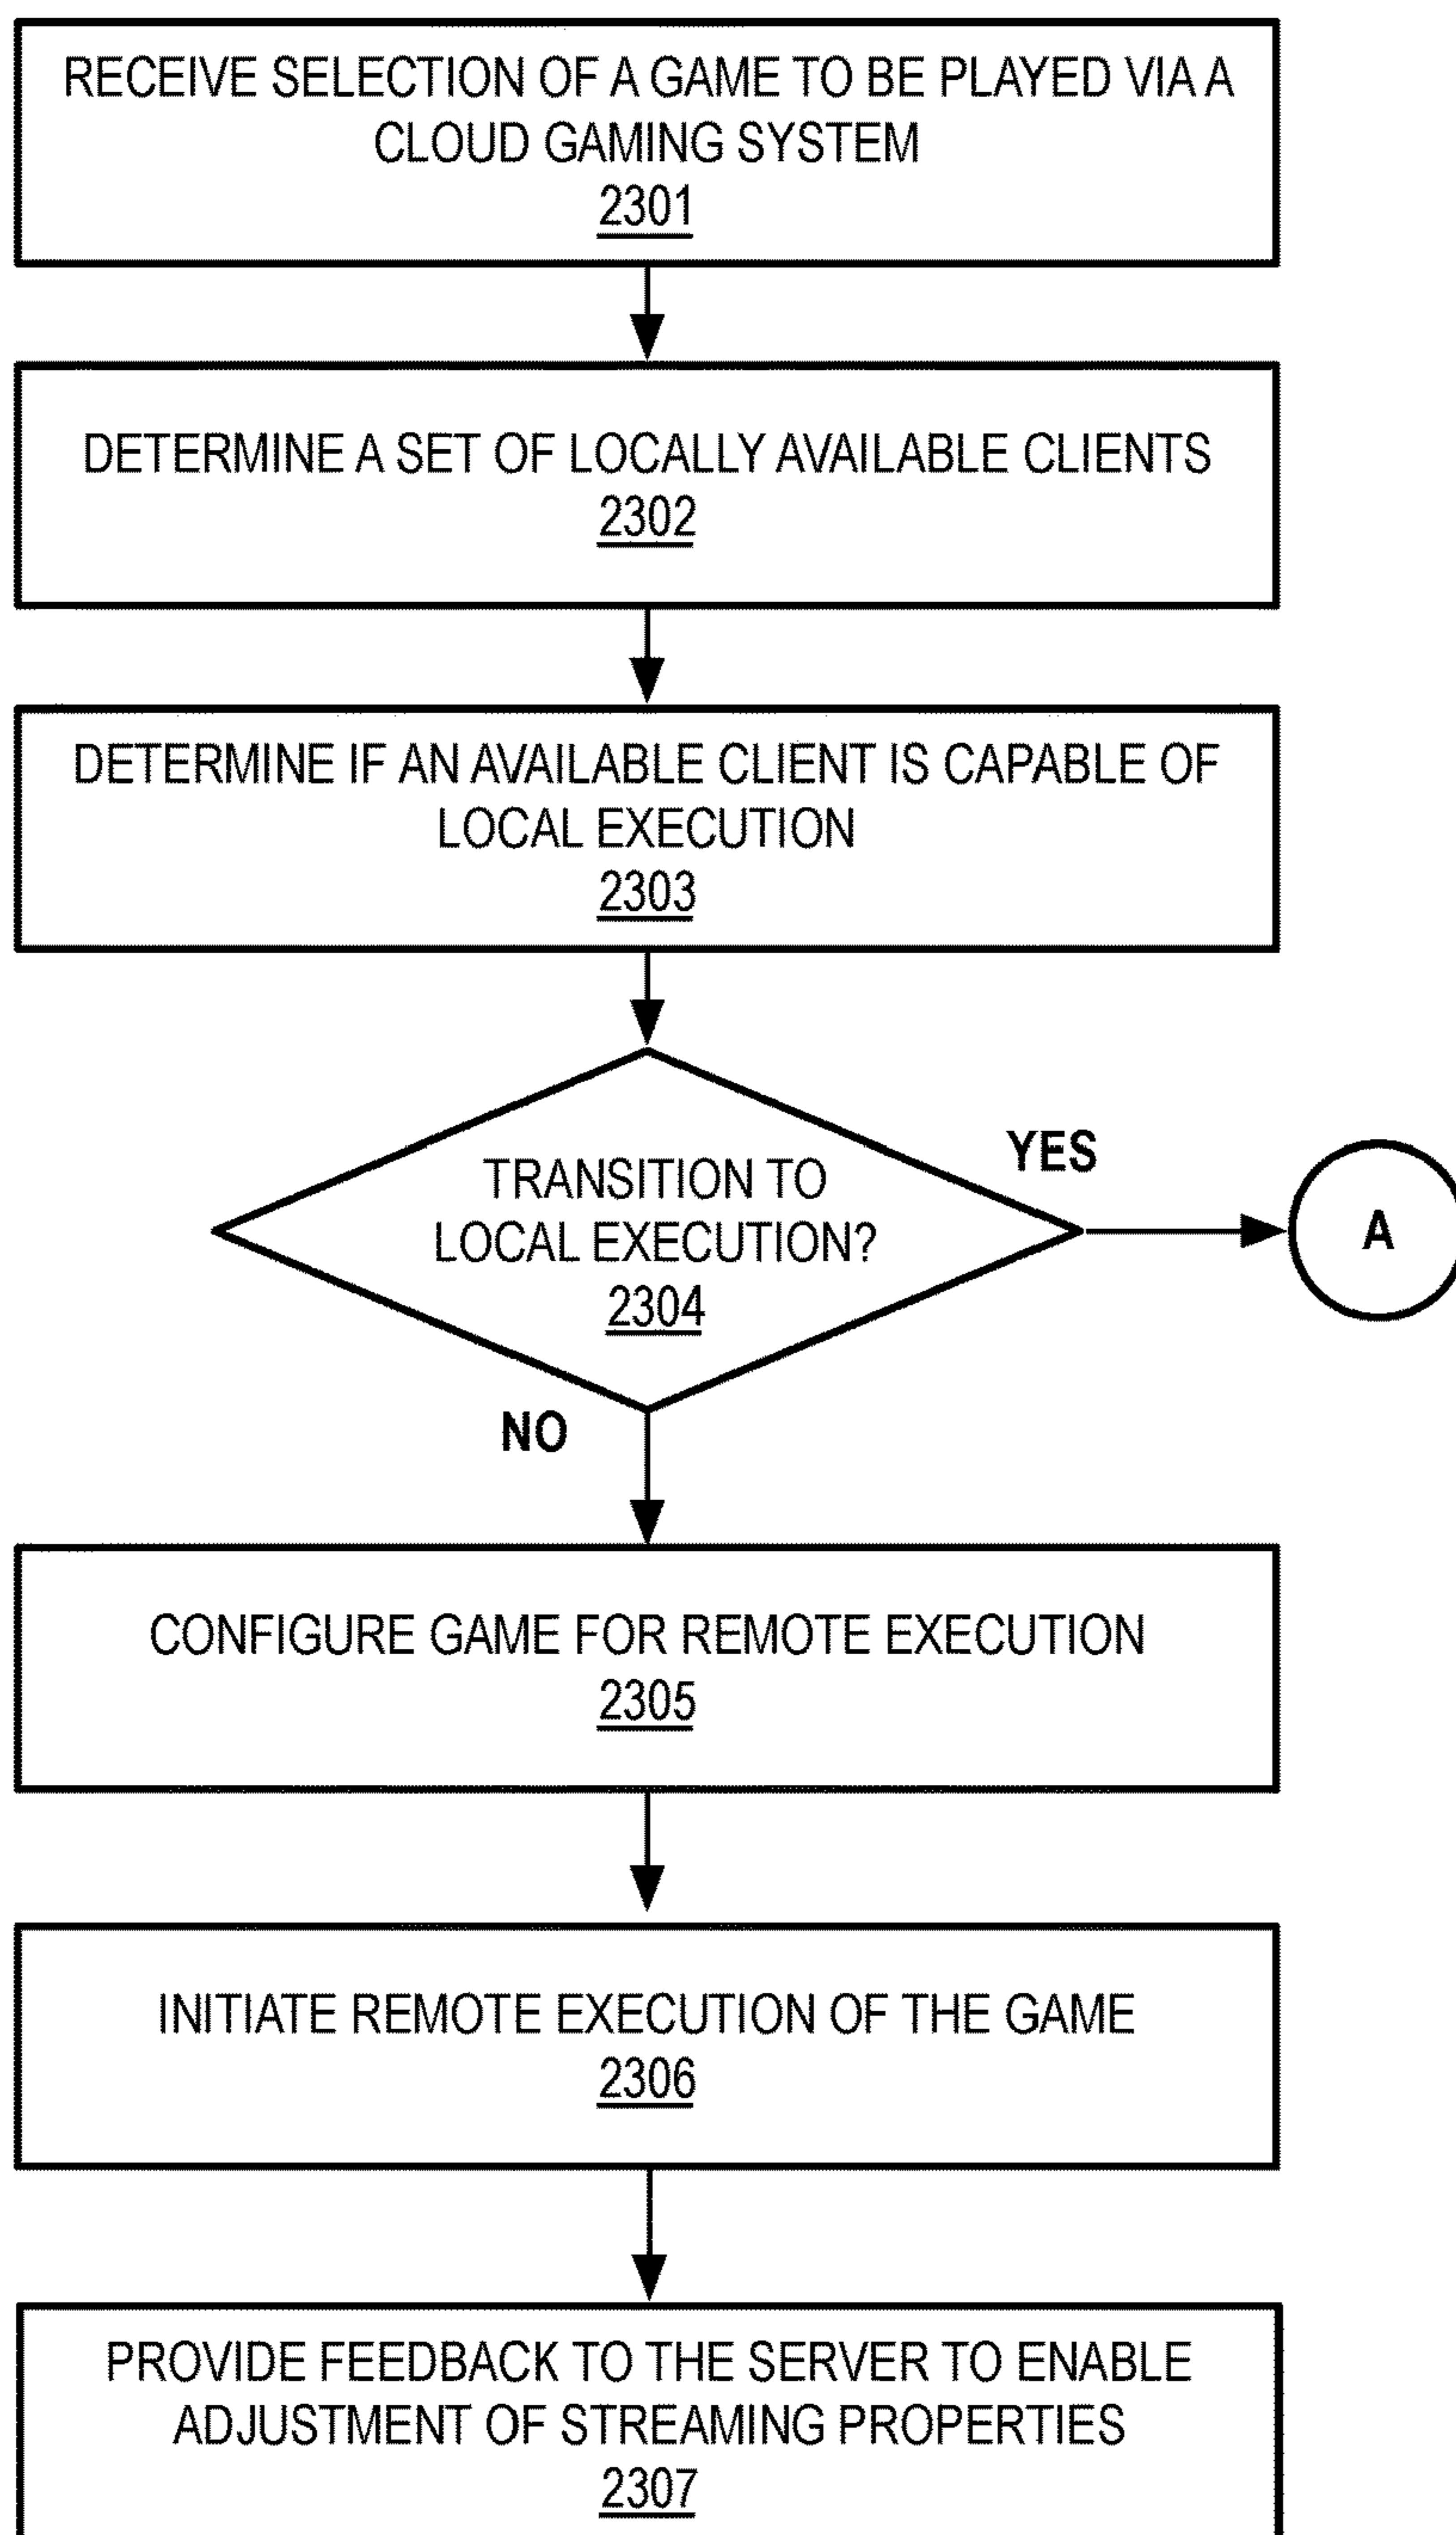 RECEIVE SELECTION OF A GAME TO BE PLAYED VIA A
CLOUD GAMING SYSTEM
2301
DETERMINE A SET OF LOCALLY AVAILABLE CLIENTS
2302
DETERMINE IF AN AVAILABLE CLIENT IS CAPABLE OF
LOCAL EXECUTION
2303
TRANSITION TO
LOCAL EXECUTION?
2304
YES
A
NO
CONFIGURE GAME FOR REMOTE EXECUTION
2305
INITIATE REMOTE EXECUTION OF THE GAME
2306
PROVIDE FEEDBACK TO THE SERVER TO ENABLE
ADJUSTMENT OF STREAMING PROPERTIES
2307